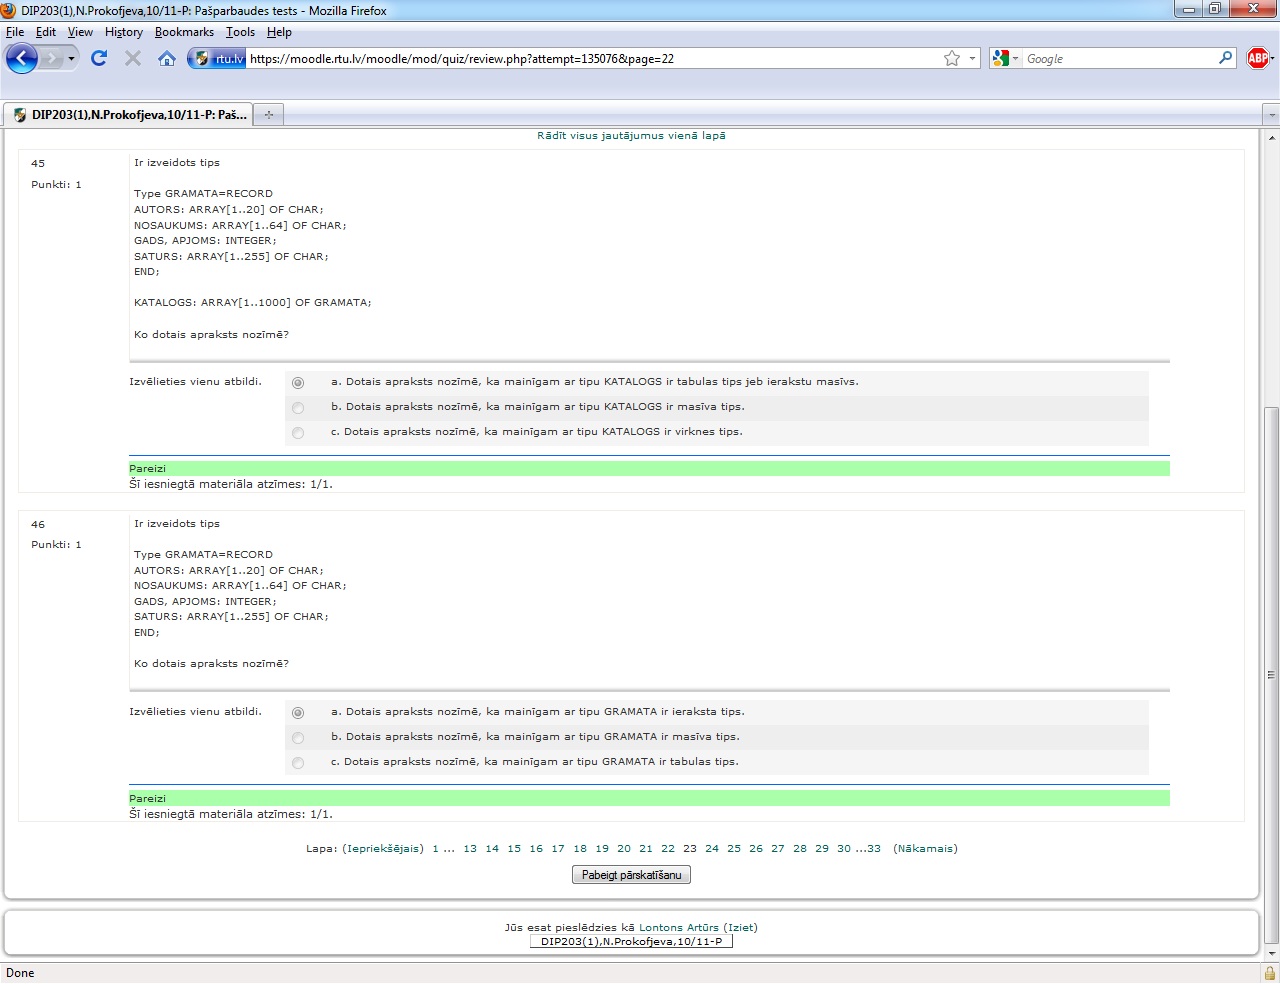 DIP203(1),N.Prokofjeva,10/11-P: Pašparbaudes tests - Mozilla Firefox
File Edit View History Bookmarks Tools Help
rtu.lv https://moodle.rtu.lv/moodle/mod/quiz/review.php?attempt=135076&page=22 Google ABP
DIP203(1),N.Prokofjeva,10/11-P: Paš...
Rādīt visus jautājumus vienā lapā
45 Ir izveidots tips
Punkti: 1
Type GRAMATA=RECORD
AUTORS: ARRAY[1..20] OF CHAR;
NOSAUKUMS: ARRAY[1..64] OF CHAR;
GADS, APJOMS: INTEGER;
SATURS: ARRAY[1..255] OF CHAR;
END;
KATALOGS: ARRAY[1..1000] OF GRAMATA;
Ko dotais apraksts nozīmē?
Izvēlieties vienu atbildi. a. Dotais apraksts nozīmē, ka mainīgam ar tipu KATALOGS ir tabulas tips jeb ierakstu masīvs.
b. Dotais apraksts nozīmē, ka mainīgam ar tipu KATALOGS ir masīva tips.
c. Dotais apraksts nozīmē, ka mainīgam ar tipu KATALOGS ir virknes tips.
Pareizi
Šī iesniegtā materiāla atzīmes: 1/1.
46 Ir izveidots tips
Punkti: 1
Type GRAMATA=RECORD
AUTORS: ARRAY[1..20] OF CHAR;
NOSAUKUMS: ARRAY[1..64] OF CHAR;
GADS, APJOMS: INTEGER;
SATURS: ARRAY[1..255] OF CHAR;
END;
Ko dotais apraksts nozīmē?
Izvēlieties vienu atbildi. a. Dotais apraksts nozīmē, ka mainīgam ar tipu GRAMATA ir ieraksta tips.
b. Dotais apraksts nozīmē, ka mainīgam ar tipu GRAMATA ir masīva tips.
c. Dotais apraksts nozīmē, ka mainīgam ar tipu GRAMATA ir tabulas tips.
Pareizi
Šī iesniegtā materiāla atzīmes: 1/1.
Lapa: (Iepriekšējais) 1 ... 13 14 15 16 17 18 19 20 21 22 23 24 25 26 27 28 29 30 ...33 (Nākamais)
Pabeigt pārskatīšanu
Jūs esat pieslēdzies kā Lontons Artūrs (Iziet)
DIP203(1),N.Prokofjeva,10/11-P
Done